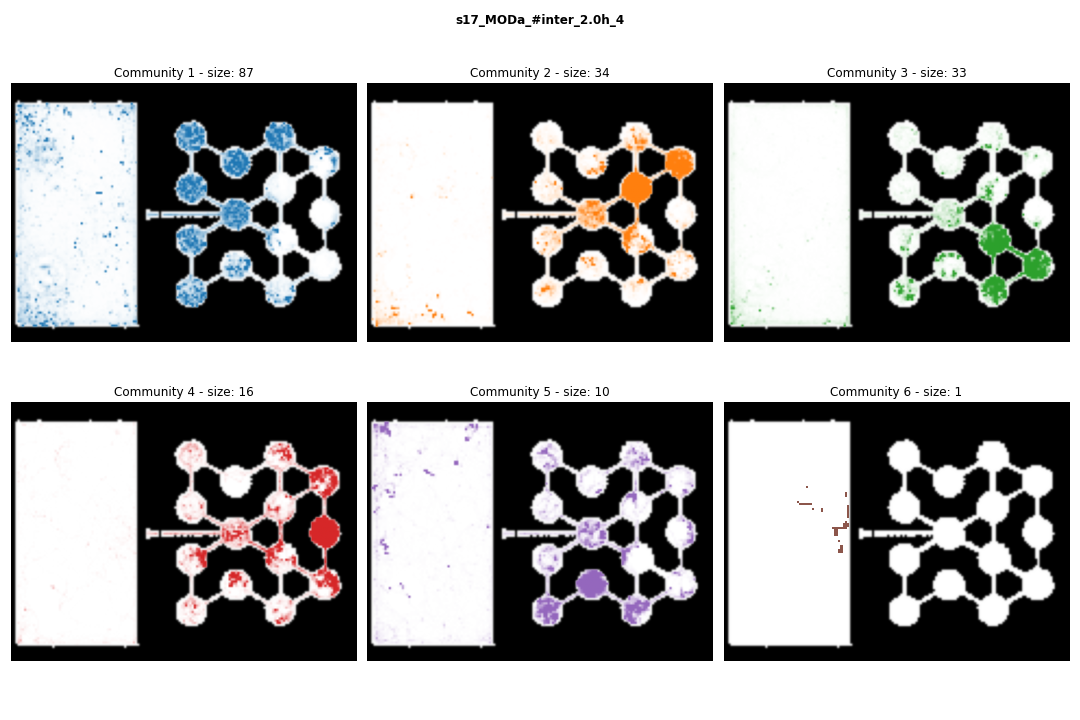 s17_MODa_#inter_2.0h_4
Community 1 - size: 87
Community 2 - size: 34
Community 3 - size: 33
Community 4 - size: 16
Community 5 - size: 10
Community 6 - size: 1